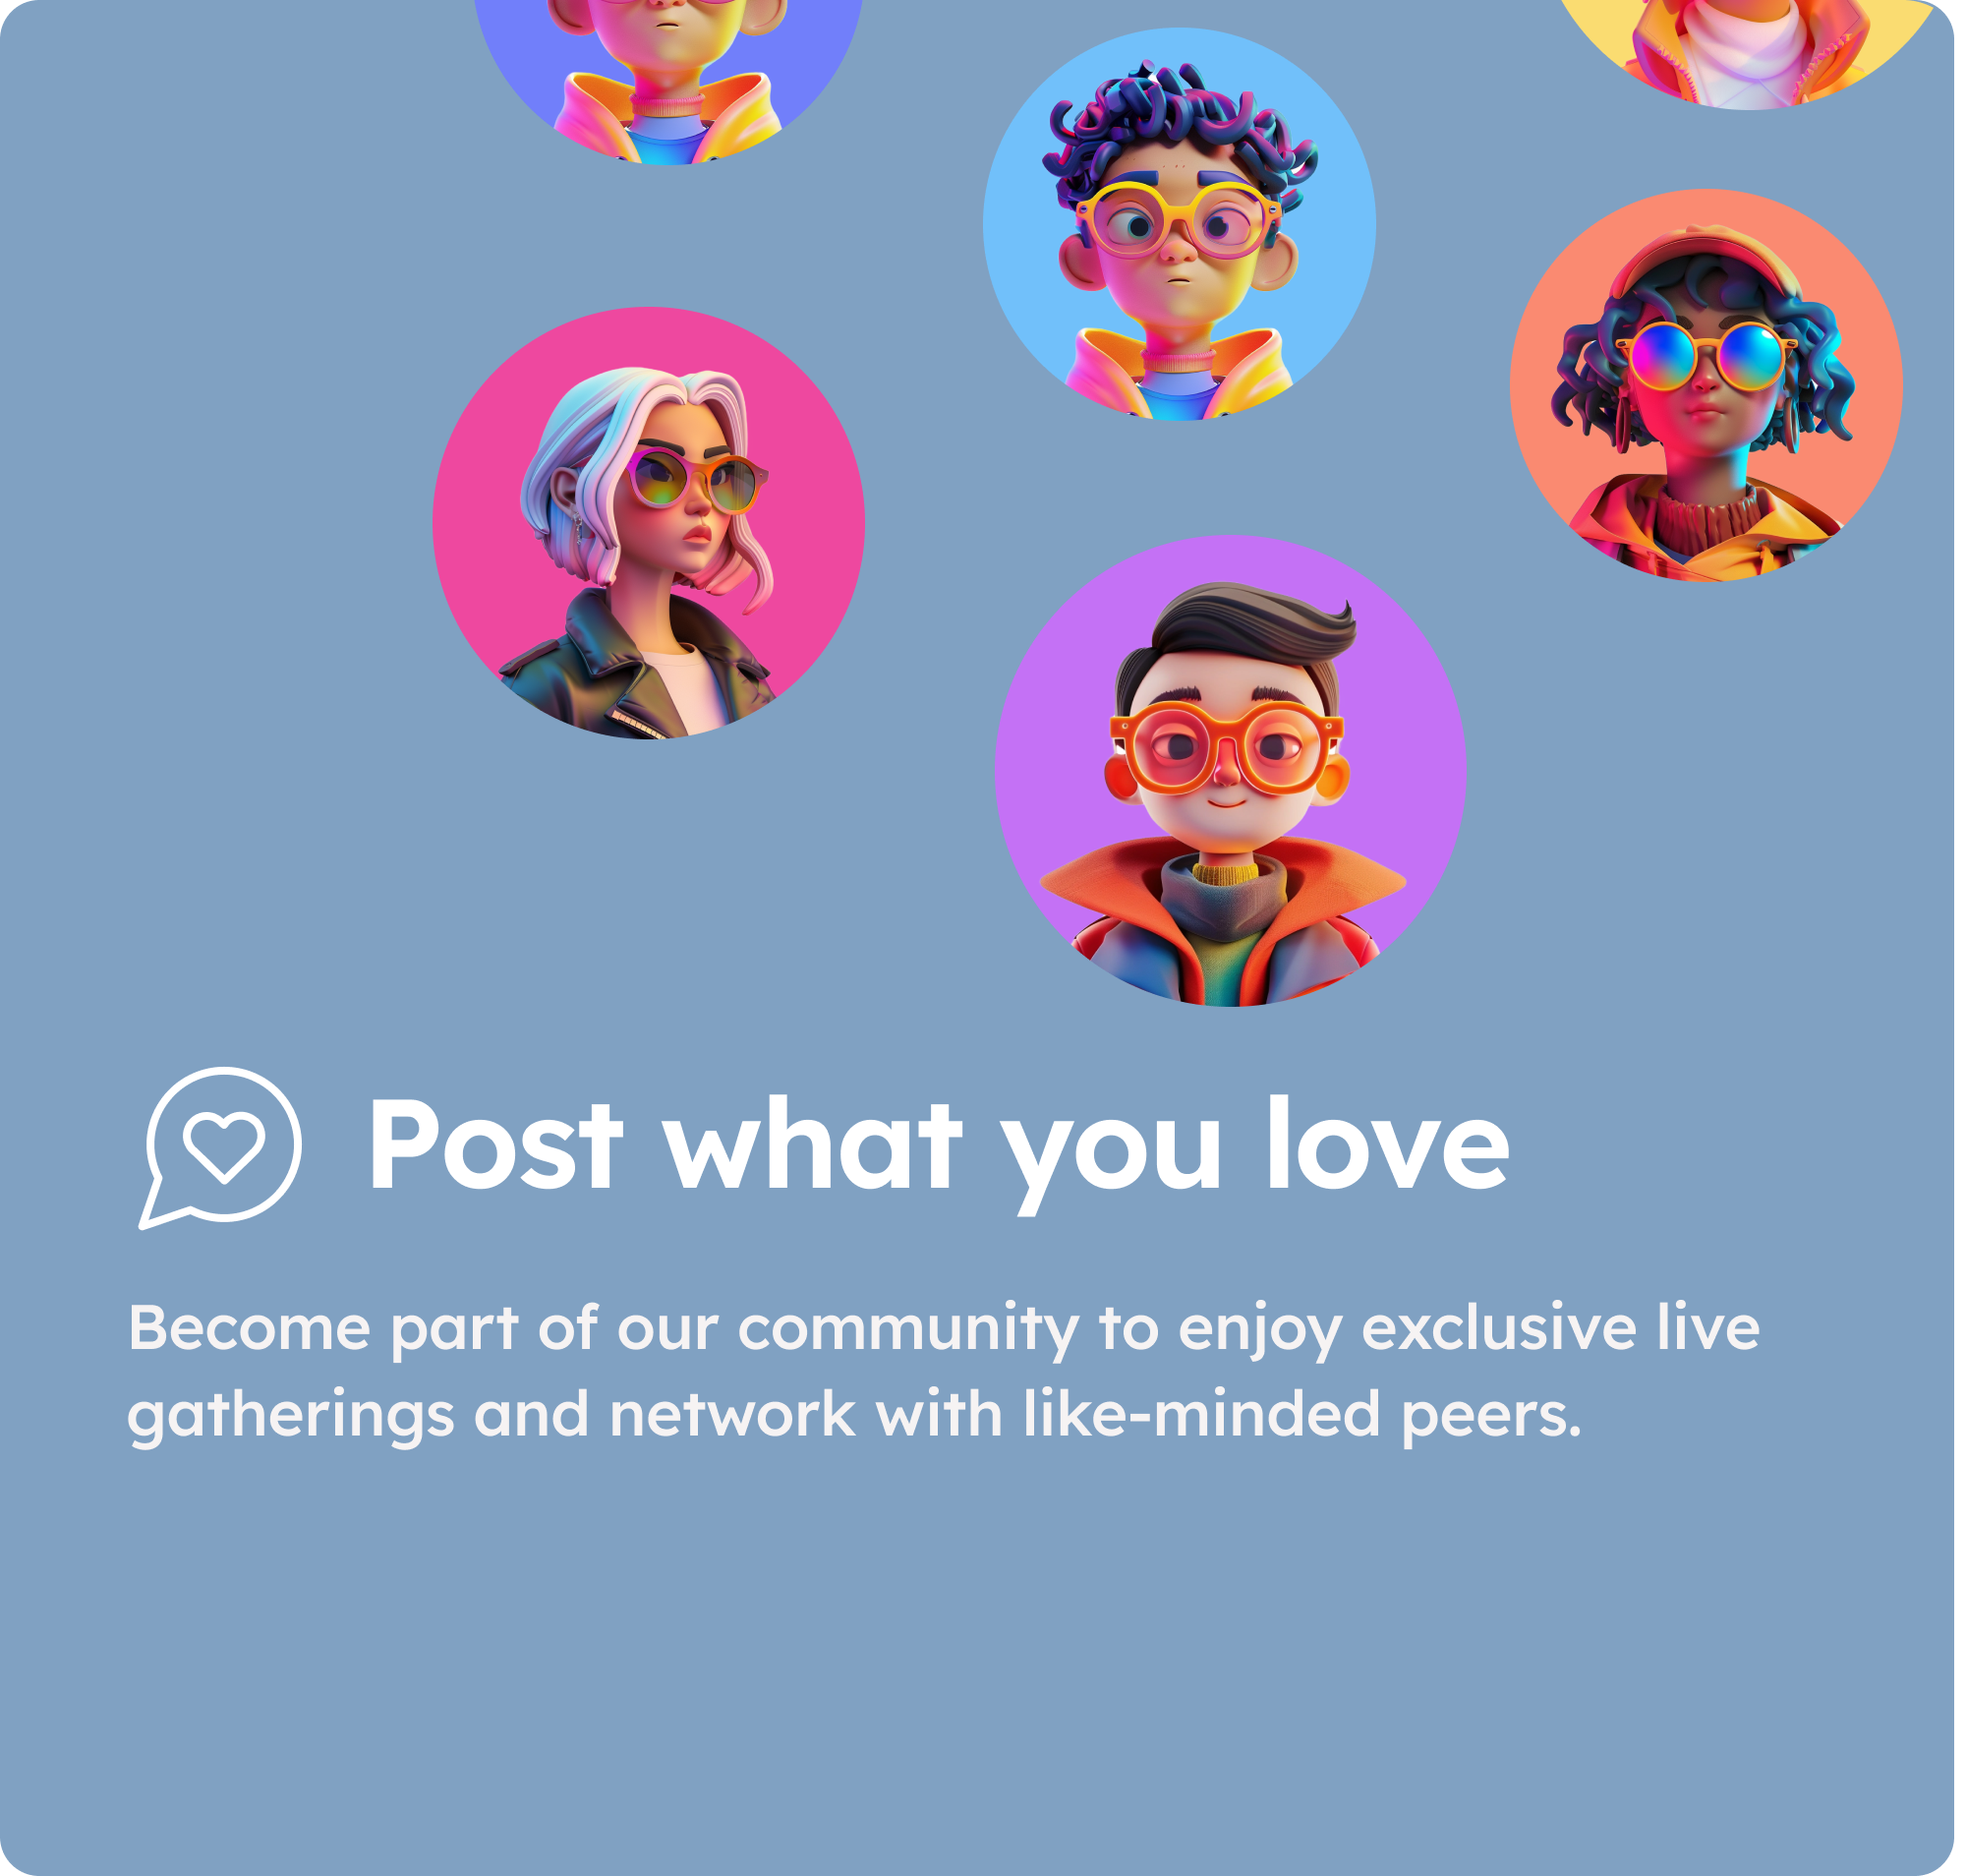 Post what you love
Become part of our community to enjoy exclusive live
gatherings and network with like-minded peers.